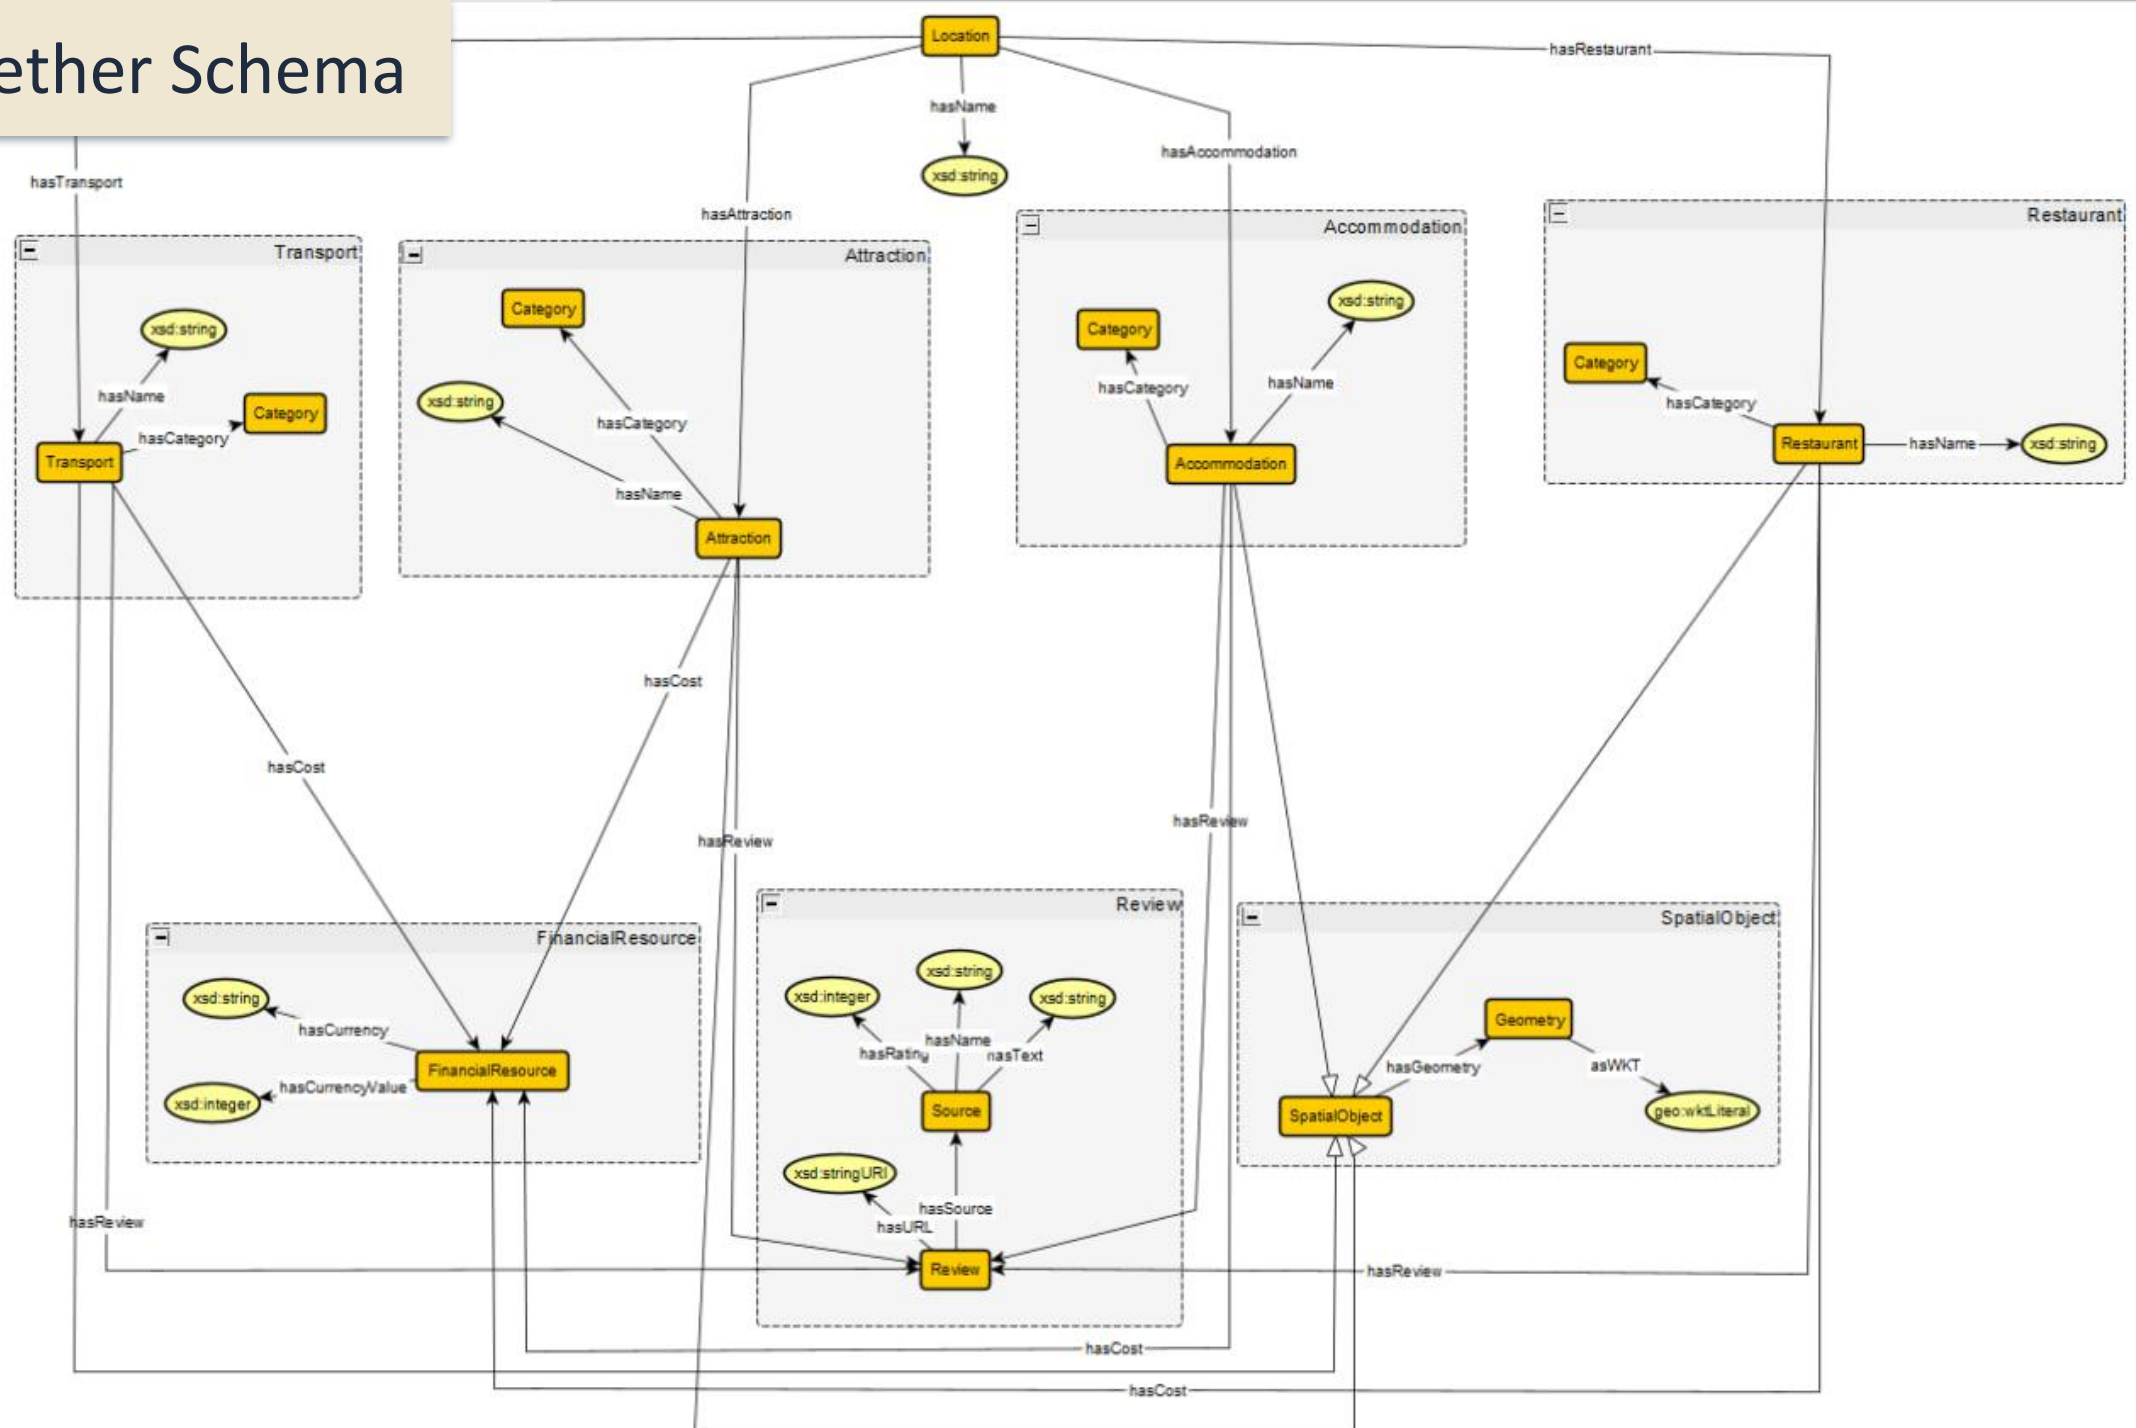 ether Schema
Location
hasRestaurant
hasName
xsd:string
hasAccommodation
hasTransport
hasAttraction
Transport
xsd:string
hasName
hasCategory
Category
Transport
Attraction
Category
xsd:string
hasCategory
hasName
Attraction
Accommodation
xsd:string
Category
hasCategory
hasName
Accommodation
Restaurant
Category
hasCategory
Restaurant
hasName
xsd:string
hasCost
hasCost
hasReview
hasReview
FinancialResource
xsd:string
hasCurrency
FinancialResource
hasCurrencyValue
xsd:integer
Review
xsd:string
xsd:integer
xsd:string
hasName
hasRating
hasText
Source
xsd:stringURI
hasSource
hasURL
Review
SpatialObject
Geometry
hasGeometry
asWKT
SpatialObject
geo:wktLiteral
hasReview
hasReview
hasCost
hasCost